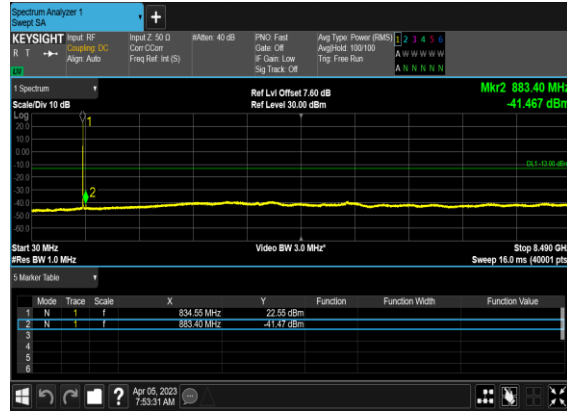 Spectrum Analyzer 1
Swept SA
KEYSIGHT Input: RF Input Z: 50 Ω #Atten: 40 dB PNO: Fast Avg Type: Power (RMS) 1 2 3 4 5 6
R T Coupling: DC Corr CCorr Gate: Off Avg|Hold: 100/100 A W W W W W
Align: Auto Freq Ref: Int (S) IF Gain: Low Trig: Free Run
Sig Track: Off A N N N N N
1 Spectrum Ref Lvl Offset 7.60 dB Mkr2 883.40 MHz
Scale/Div 10 dB Ref Level 30.00 dBm -41.467 dBm
Log
1
20.0
10.0
0.00
-10.0
DL1 -13.00 dBm
-20.0
-30.0
2
-40.0
-50.0
-60.0
Start 30 MHz Video BW 3.0 MHz* Stop 8.490 GHz
#Res BW 1.0 MHz Sweep 16.0 ms (40001 pts)
5 Marker Table
Mode Trace Scale X Y Function Function Width Function Value
1 N 1 f 834.55 MHz 22.55 dBm
2 N 1 f 883.40 MHz -41.47 dBm
3
4
5
6
? Apr 05, 2023
7:53:31 AM